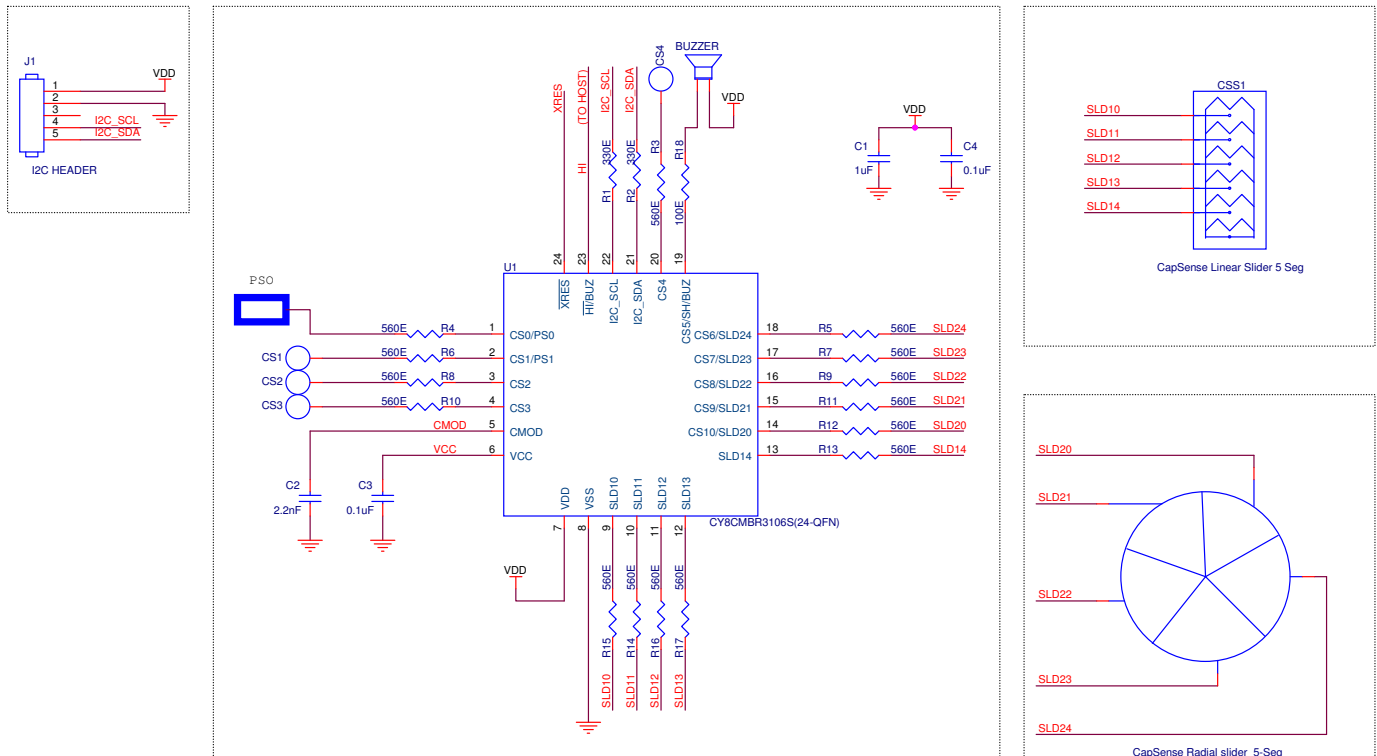 J1
VDD
1
2
3
4
5
I2C_SCL
I2C_SDA
I2C HEADER
XRES
HI
(TO HOST)
I2C_SCL
I2C_SDA
CS4
BUZZER
VDD
R1
330E
R2
330E
R3
560E
R18
100E
VDD
C1
1uF
C4
0.1uF
24
23
22
21
20
19
U1
XRES
HI/BUZ
I2C_SCL
I2C_SDA
CS4
CS5/SH/BUZ
PS0
560E
R4
1
CS0/PS0
CS1
560E
R6
2
CS1/PS1
CS2
560E
R8
3
CS2
CS3
560E
R10
4
CS3
CMOD
5
CMOD
VCC
6
VCC
CS6/SLD24
18
R5
560E
SLD24
CS7/SLD23
17
R7
560E
SLD23
CS8/SLD22
16
R9
560E
SLD22
CS9/SLD21
15
R11
560E
SLD21
CS10/SLD20
14
R12
560E
SLD20
SLD14
13
R13
560E
SLD14
C2
2.2nF
C3
0.1uF
VDD
VSS
SLD10
SLD11
SLD12
SLD13
7
8
9
10
11
12
CY8CMBR3106S(24-QFN)
VDD
560E
560E
560E
560E
R15
R14
R16
R17
SLD10
SLD11
SLD12
SLD13
CSS1
SLD10
SLD11
SLD12
SLD13
SLD14
CapSense Linear Slider 5 Seg
SLD20
SLD21
SLD22
SLD23
SLD24
CapSense Radial slider 5-Seg